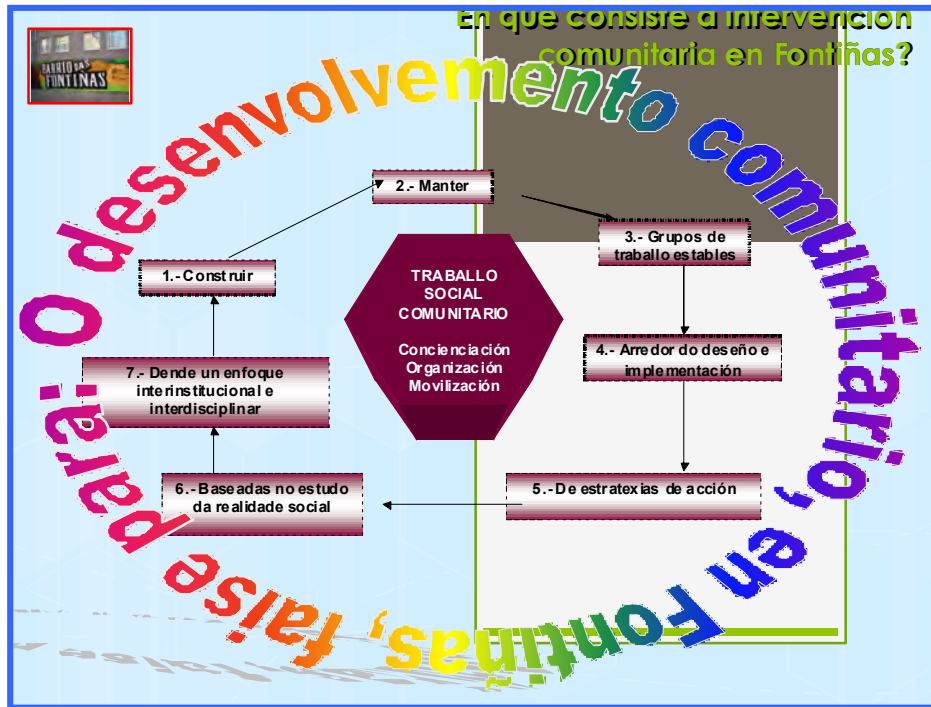 En que consiste a intervención
comunitaria en Fontiñas?
BARRIO DAS
FONTIÑAS
O desenvolvemento comunitario, en Fontiñas, faise para:
2.- Manter
3.- Grupos de
traballo estables
1.- Construir
TRABALLO
SOCIAL
COMUNITARIO
Concienciación
Organización
Movilización
4.- Arredor do deseño e
implementación
7.- Dende un enfoque
interinstitucional e
interdisciplinar
6.- Baseadas no estudo
da realidade social
5.- De estratexias de acción